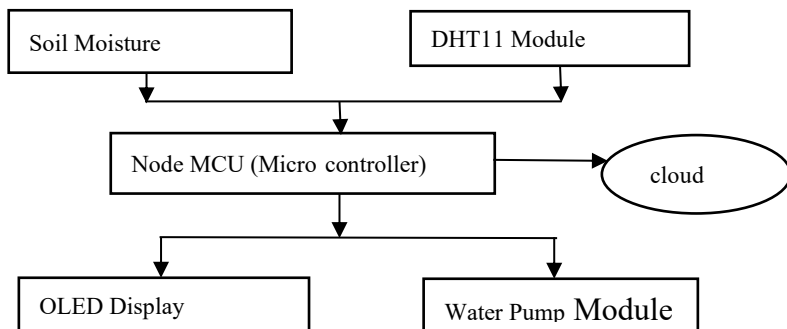 Soil Moisture
DHT11 Module
Node MCU (Micro controller)
cloud
OLED Display
Water Pump Module